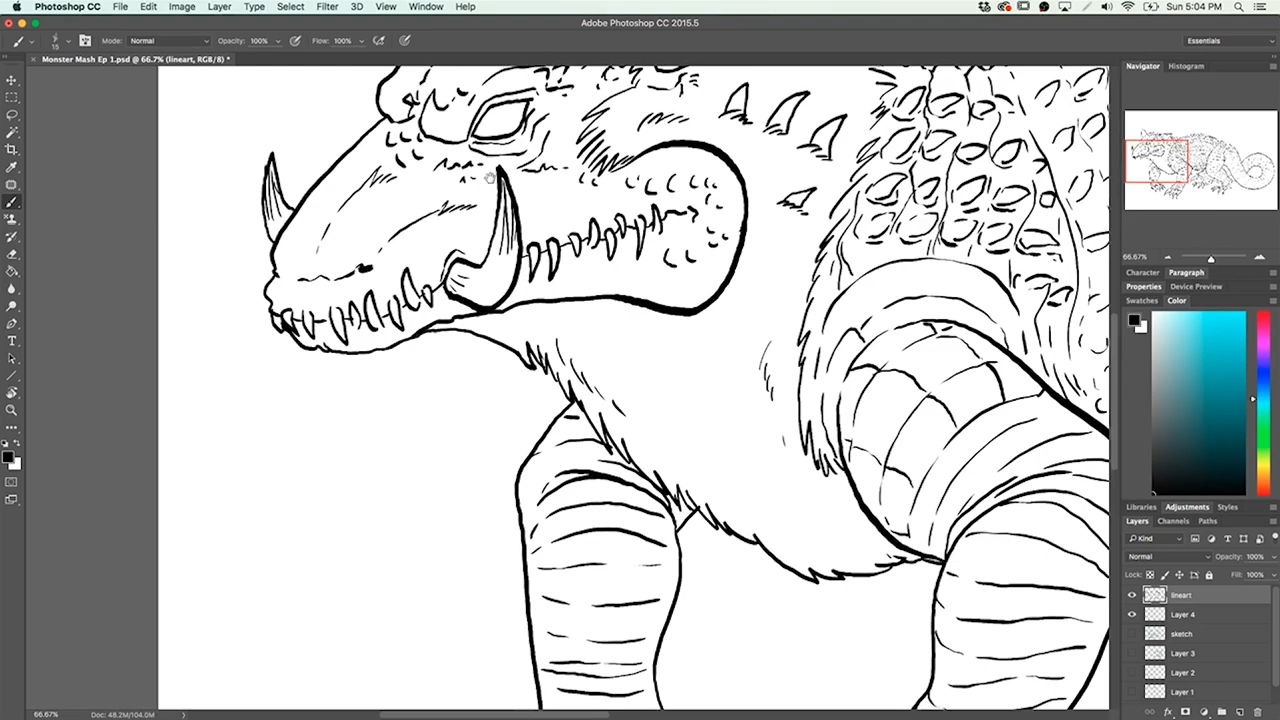 Photoshop CC File Edit Image Layer Type Select Filter 3D View Window Help Sun 5:04 PM
Adobe Photoshop CC 2015.5
15 Mode: Normal Opacity: 100% Flow: 100% Essentials
Monster Mash Ep 1.psd @ 66.7% (lineart, RGB/8) *
Navigator Histogram
66.67%
Character Paragraph
Properties Device Preview
Swatches Color
Libraries Adjustments Styles
Layers Channels Paths
Kind
Normal Opacity: 100%
Lock: Fill: 100%
lineart
Layer 4
sketch
Layer 3
Layer 2
Layer 1
66.67% Doc: 48.2M/104.0M